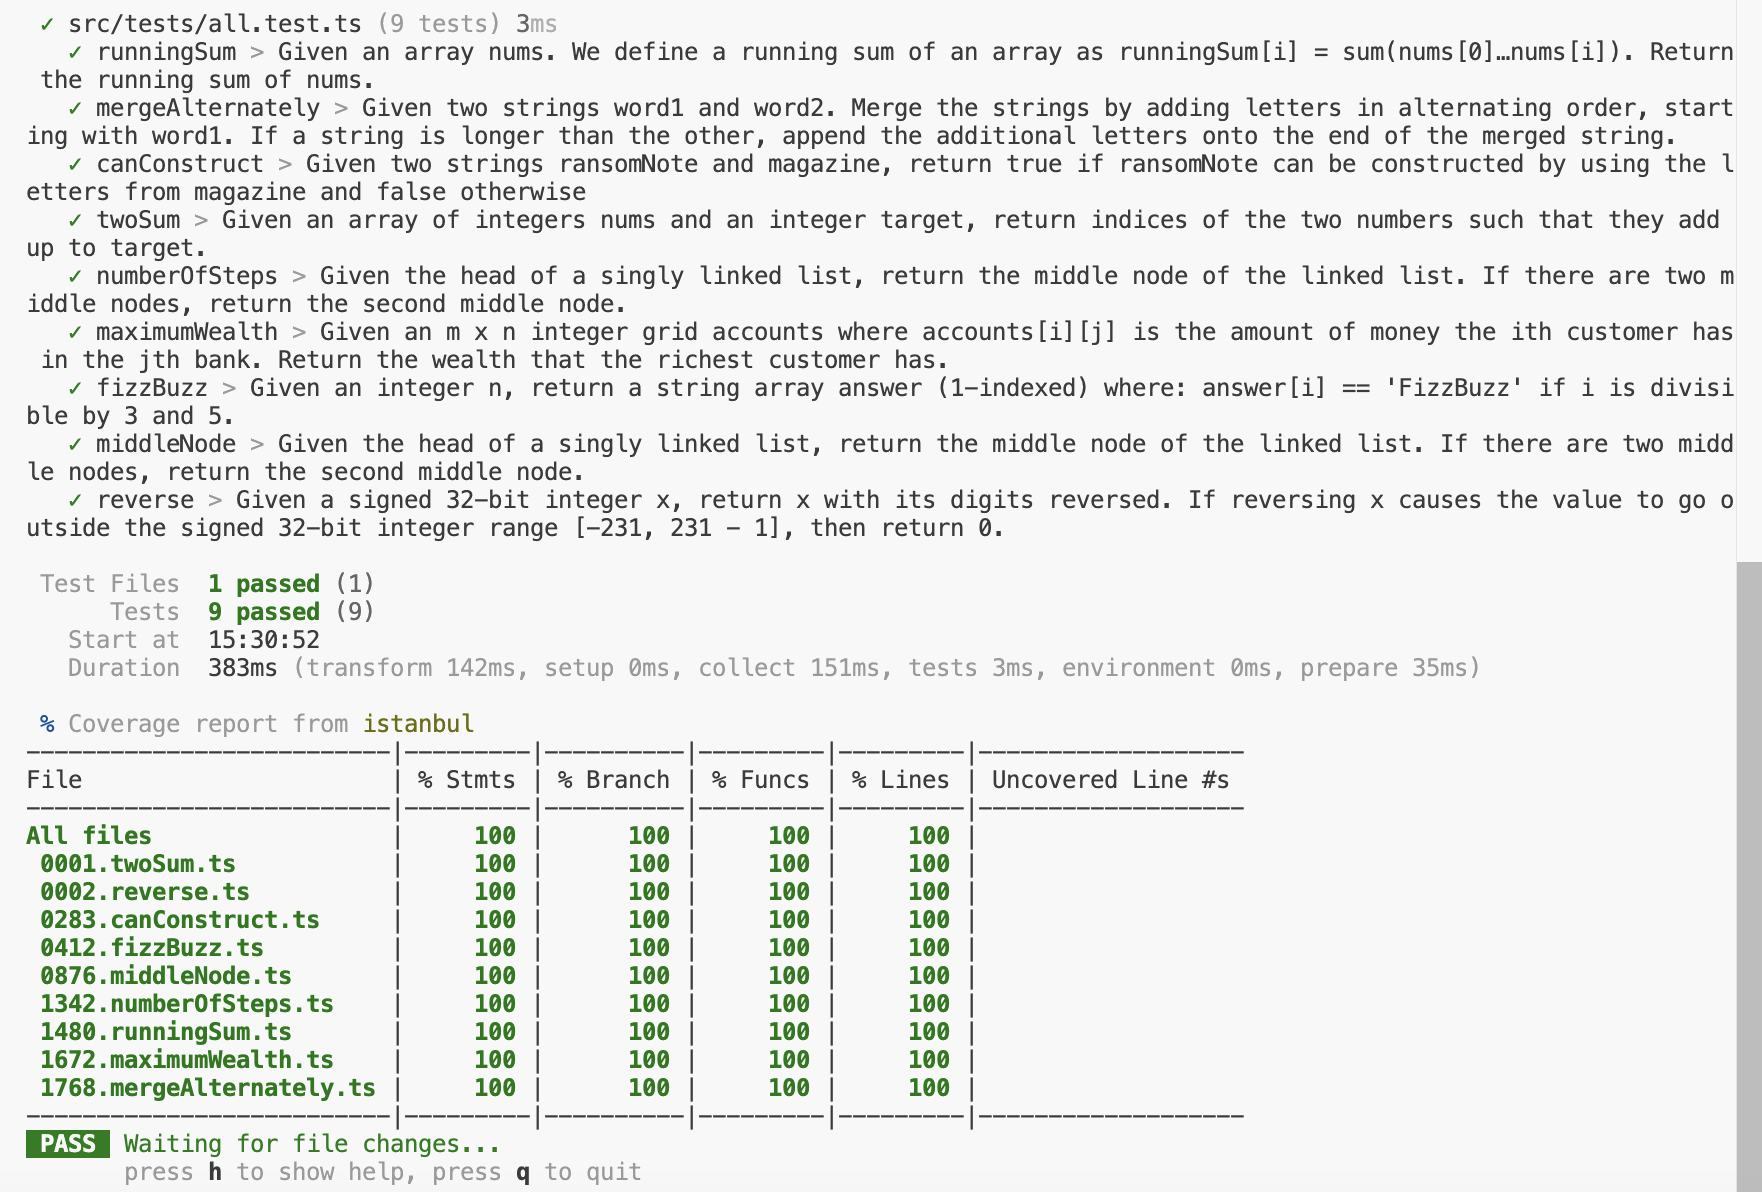 ✓ src/tests/all.test.ts (9 tests) 3ms
✓ runningSum > Given an array nums. We define a running sum of an array as runningSum[i] = sum(nums[0]…nums[i]). Return
the running sum of nums.
✓ mergeAlternately > Given two strings word1 and word2. Merge the strings by adding letters in alternating order, start
ing with word1. If a string is longer than the other, append the additional letters onto the end of the merged string.
✓ canConstruct > Given two strings ransomNote and magazine, return true if ransomNote can be constructed by using the l
etters from magazine and false otherwise
✓ twoSum > Given an array of integers nums and an integer target, return indices of the two numbers such that they add
up to target.
✓ numberOfSteps > Given the head of a singly linked list, return the middle node of the linked list. If there are two m
iddle nodes, return the second middle node.
✓ maximumWealth > Given an m x n integer grid accounts where accounts[i][j] is the amount of money the ith customer has
in the jth bank. Return the wealth that the richest customer has.
✓ fizzBuzz > Given an integer n, return a string array answer (1-indexed) where: answer[i] == 'FizzBuzz' if i is divisi
ble by 3 and 5.
✓ middleNode > Given the head of a singly linked list, return the middle node of the linked list. If there are two midd
le nodes, return the second middle node.
✓ reverse > Given a signed 32-bit integer x, return x with its digits reversed. If reversing x causes the value to go o
utside the signed 32-bit integer range [-231, 231 - 1], then return 0.
Test Files 1 passed (1)
Tests 9 passed (9)
Start at 15:30:52
Duration 383ms (transform 142ms, setup 0ms, collect 151ms, tests 3ms, environment 0ms, prepare 35ms)
% Coverage report from istanbul
File | % Stmts | % Branch | % Funcs | % Lines | Uncovered Line #s
All files | 100 | 100 | 100 | 100 |
0001.twoSum.ts | 100 | 100 | 100 | 100 |
0002.reverse.ts | 100 | 100 | 100 | 100 |
0283.canConstruct.ts | 100 | 100 | 100 | 100 |
0412.fizzBuzz.ts | 100 | 100 | 100 | 100 |
0876.middleNode.ts | 100 | 100 | 100 | 100 |
1342.numberOfSteps.ts | 100 | 100 | 100 | 100 |
1480.runningSum.ts | 100 | 100 | 100 | 100 |
1672.maximumWealth.ts | 100 | 100 | 100 | 100 |
1768.mergeAlternately.ts | 100 | 100 | 100 | 100 |
PASS Waiting for file changes...
press h to show help, press q to quit